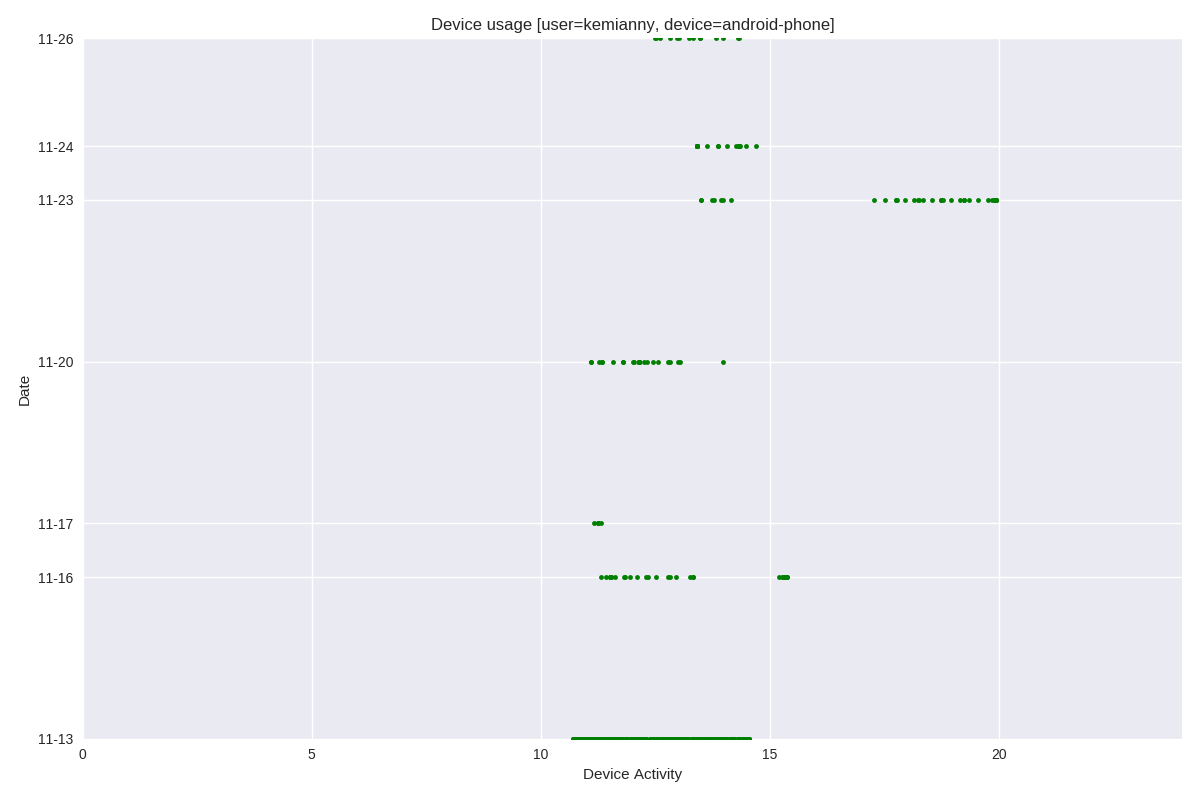 Device usage [user=kemianny, device=android-phone]
11-26
11-24
11-23
11-20
Date
11-17
11-16
11-13
0 5 10 15 20
Device Activity